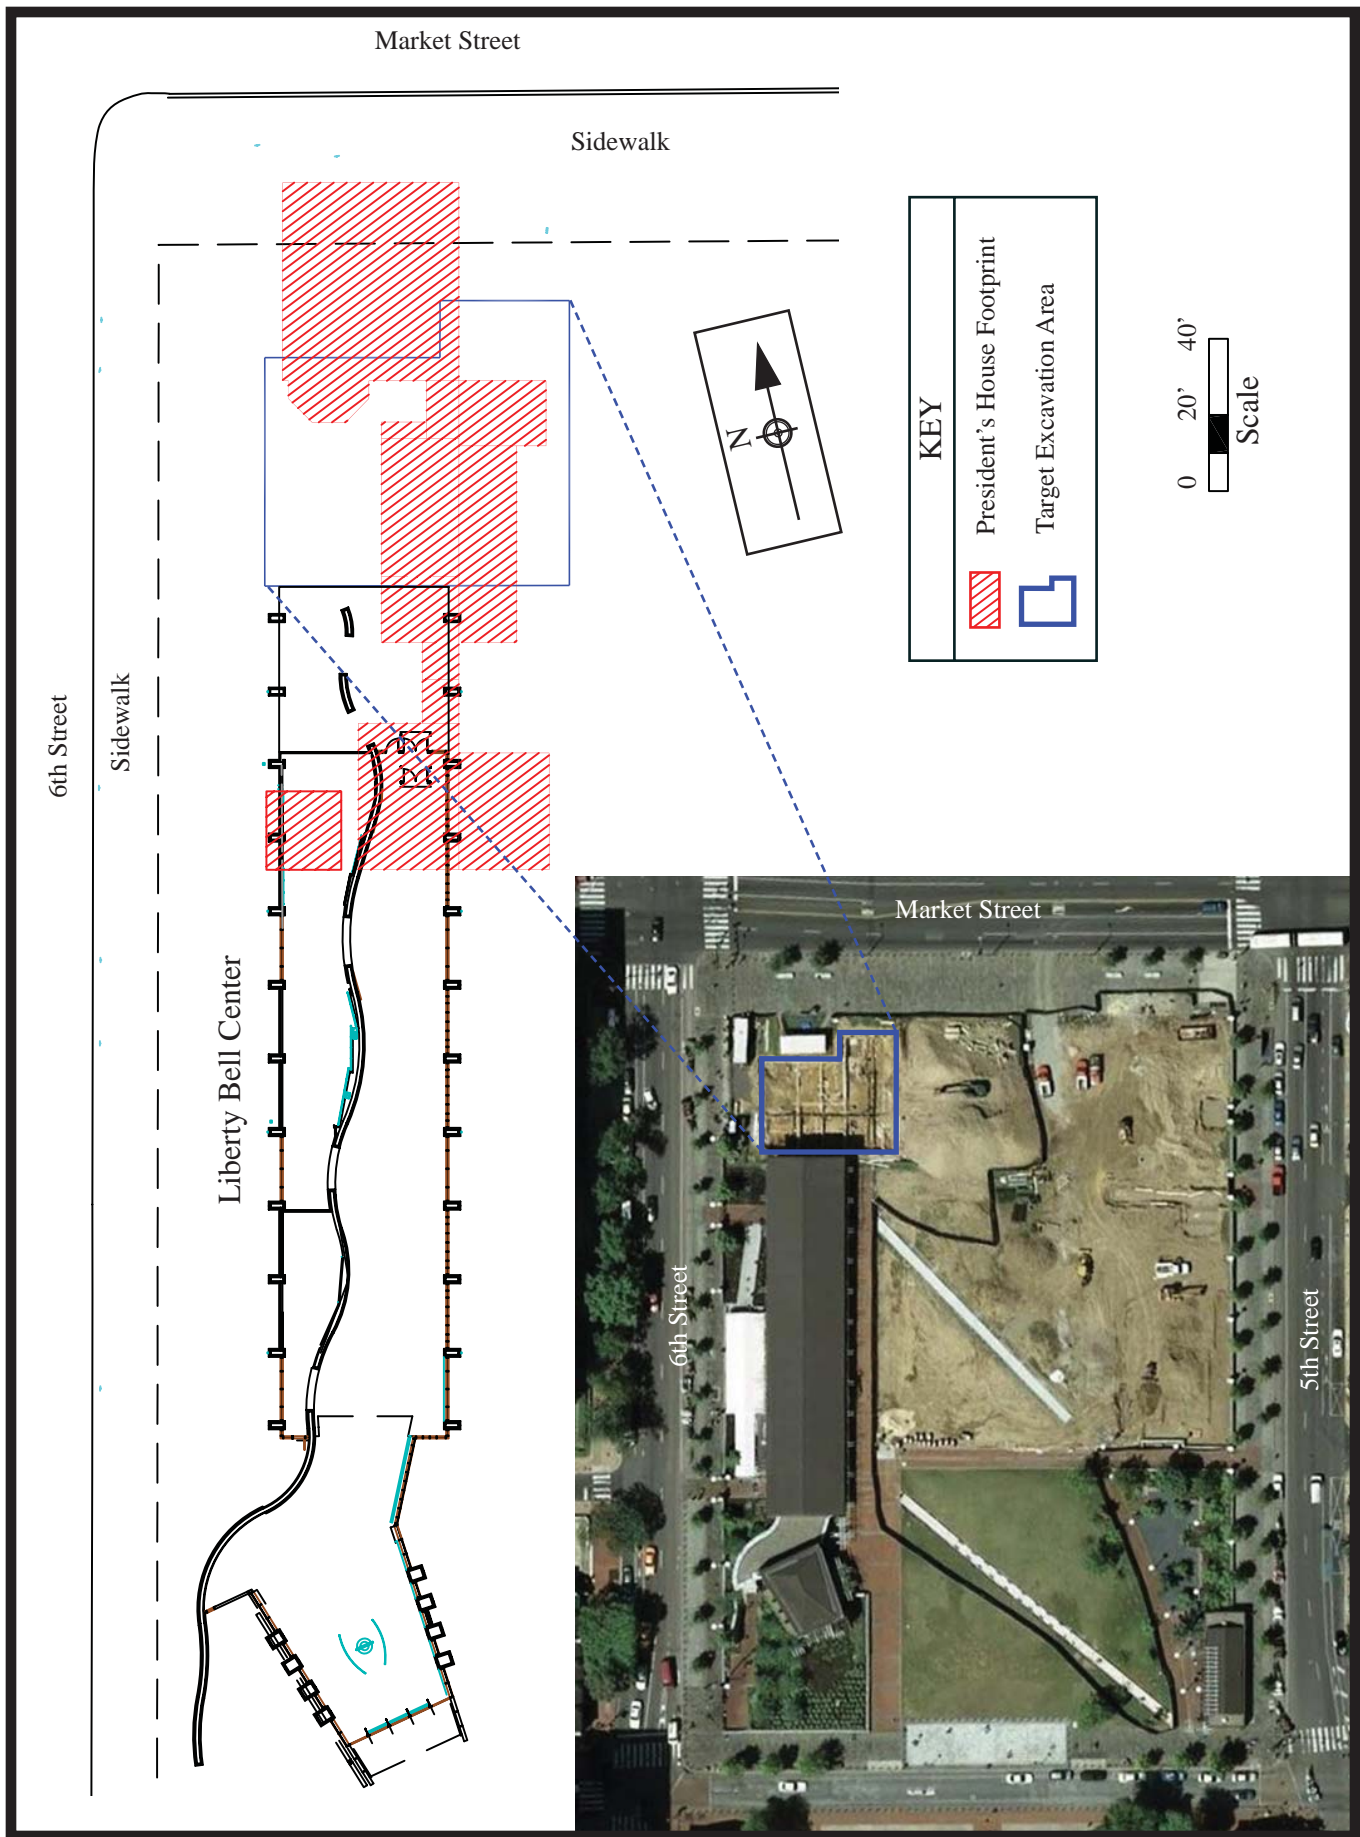 Market Street
Sidewalk
6th Street
Sidewalk
N
KEY
President's House Footprint
Target Excavation Area
0 20' 40'
Scale
Liberty Bell Center
Market Street
6th Street
5th Street